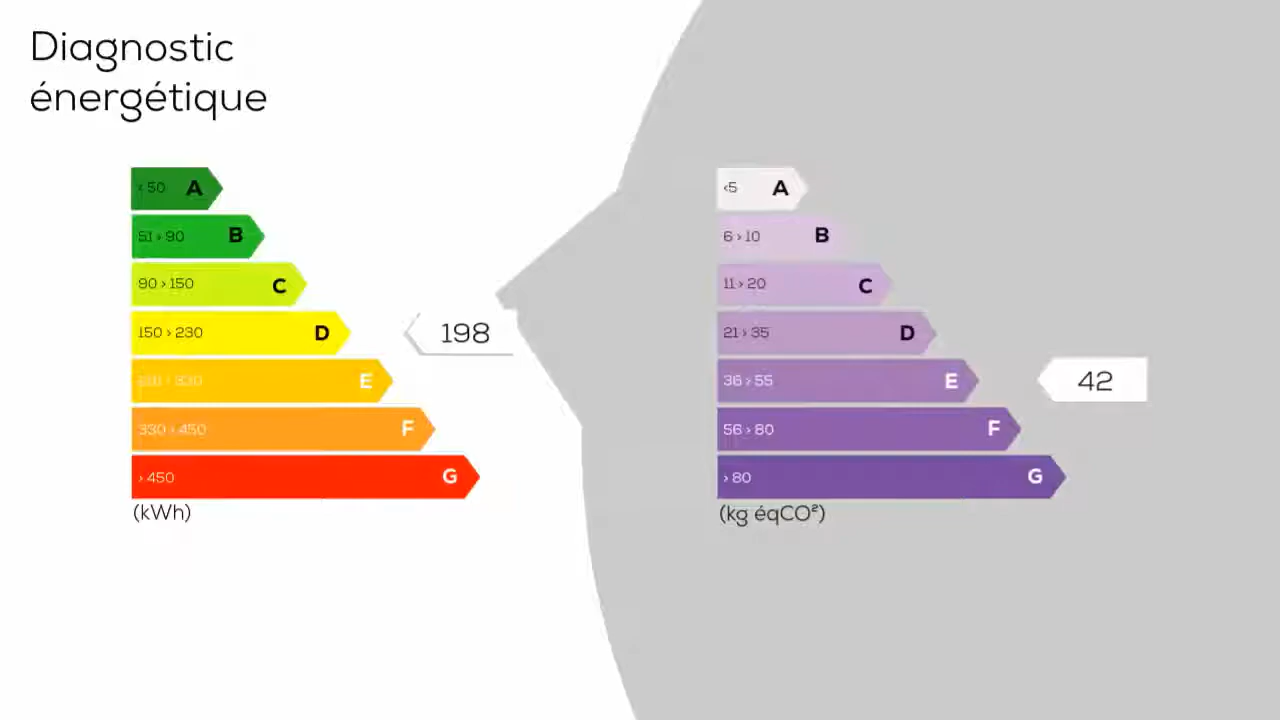 Diagnostic
énergétique
< 50 A
51 > 90 B
90 > 150 C
150 > 230 D
198
E
330 > 450 F
> 450 G
(kWh)
<5 A
6 > 10 B
11 > 20 C
21 > 35 D
36 > 55 E
42
56 > 80 F
> 80 G
(kg éqCO²)